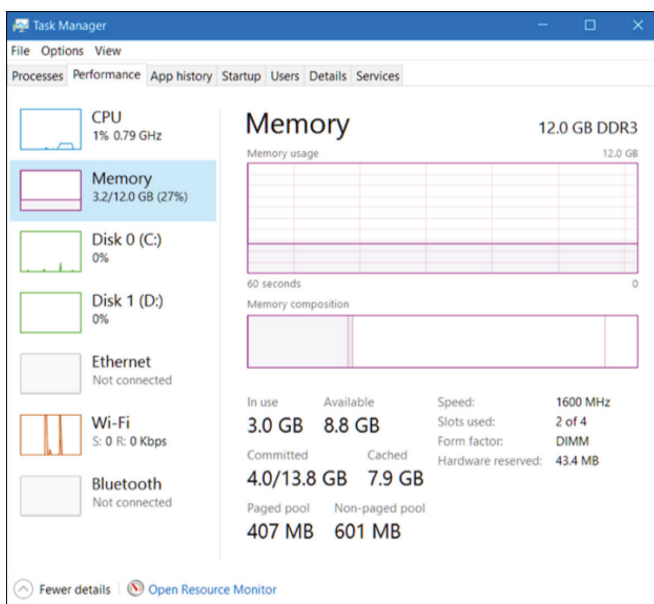 Task Manager
File Options View
Processes Performance App history Startup Users Details Services
CPU
1% 0.79 GHz
Memory
3.2/12.0 GB (27%)
Disk 0 (C:)
0%
Disk 1 (D:)
0%
Ethernet
Not connected
Wi-Fi
S: 0 R: 0 Kbps
Bluetooth
Not connected
Memory 12.0 GB DDR3
Memory usage 12.0 GB
60 seconds 0
Memory composition
In use Available
3.0 GB 8.8 GB
Committed Cached
4.0/13.8 GB 7.9 GB
Paged pool Non-paged pool
407 MB 601 MB
Speed: 1600 MHz
Slots used: 2 of 4
Form factor: DIMM
Hardware reserved: 43.4 MB
Fewer details Open Resource Monitor